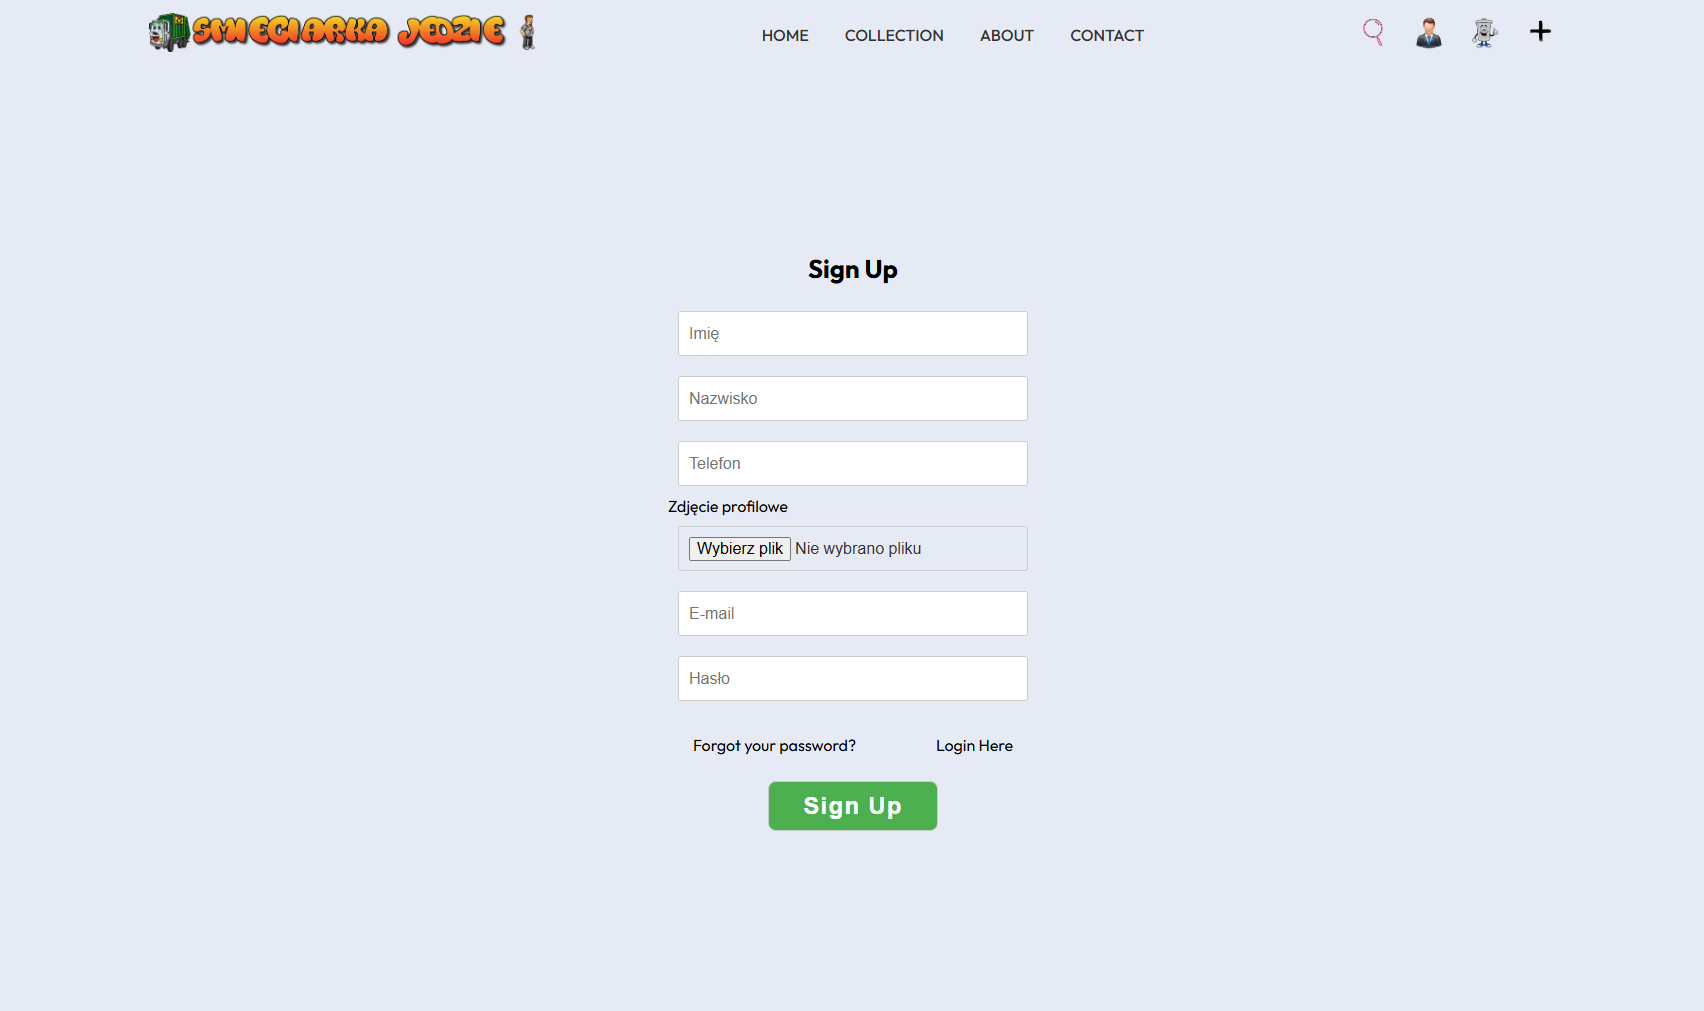 SMIECIARKA JEDZIE
HOME COLLECTION ABOUT CONTACT
Sign Up
Imię
Nazwisko
Telefon
Zdjęcie profilowe
Wybierz plik Nie wybrano pliku
E-mail
Hasło
Forgot your password? Login Here
Sign Up